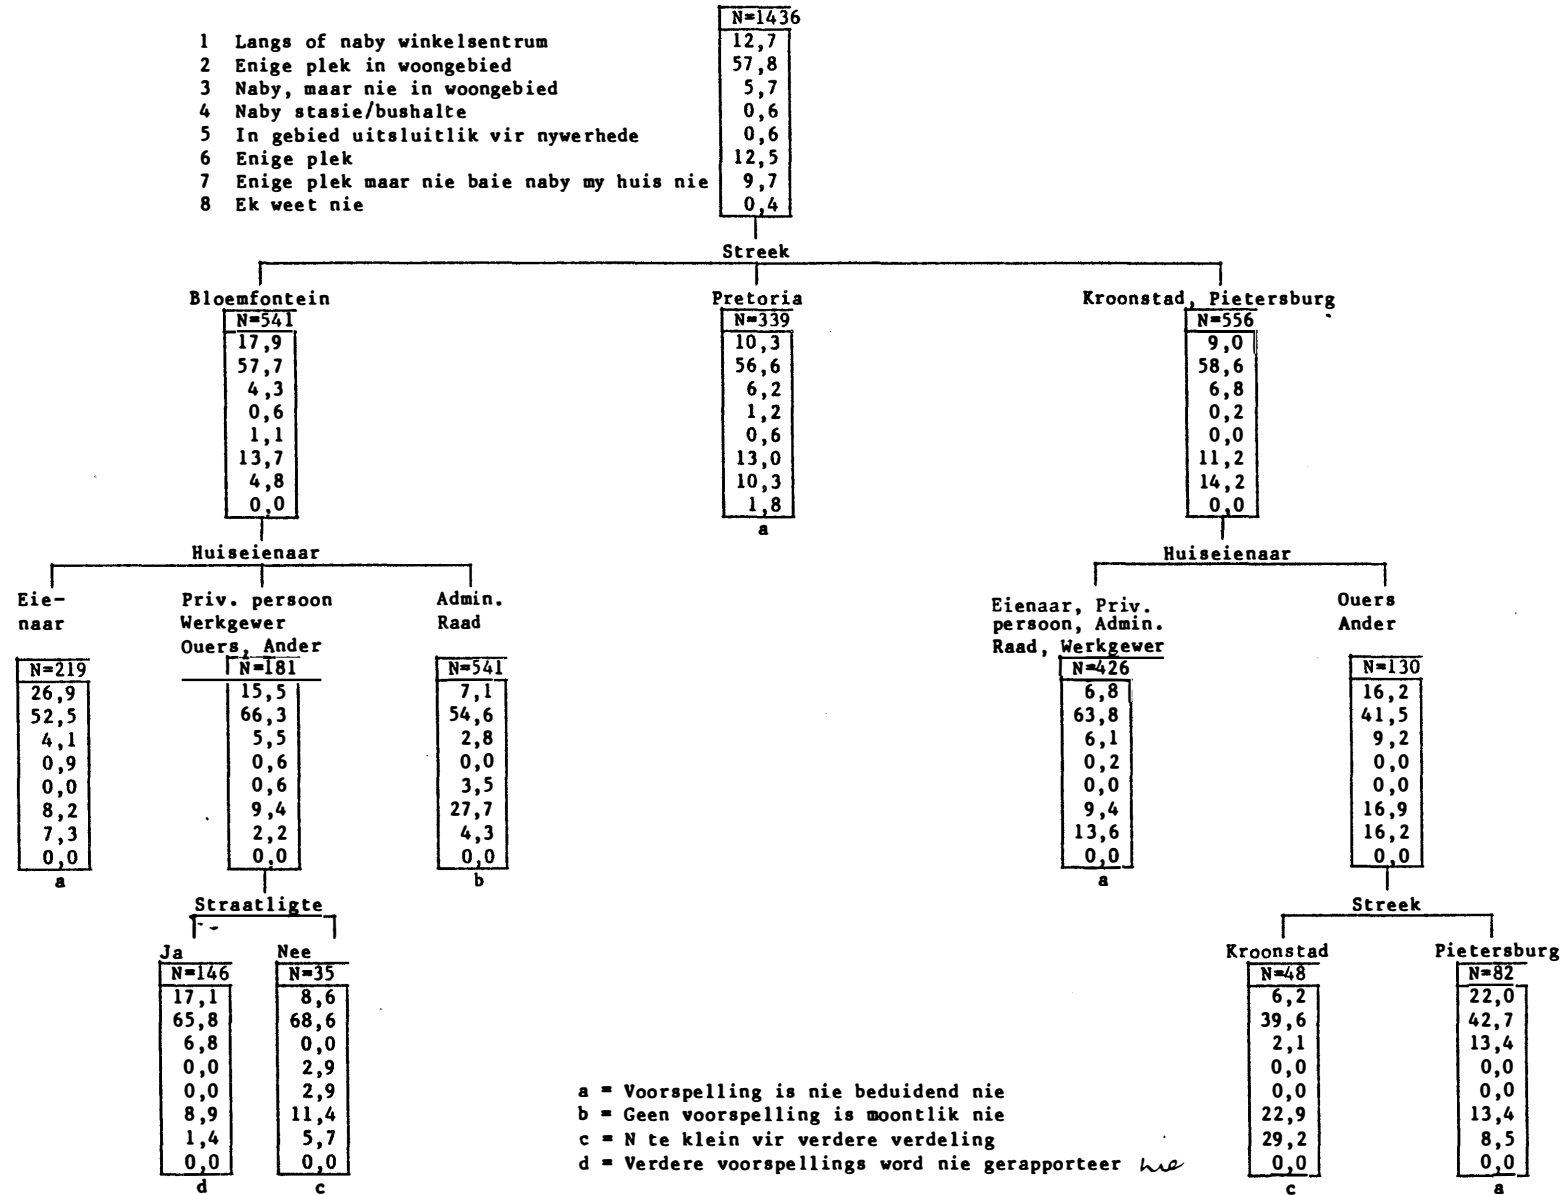 N=1436
1 Langs of naby winkelsentrum 12,7
2 Enige plek in woongebied 57,8
3 Naby, maar nie in woongebied 5,7
4 Naby stasie/bushalte 0,6
5 In gebied uitsluitlik vir nywerhede 0,6
6 Enige plek 12,5
7 Enige plek maar nie baie naby my huis nie 9,7
8 Ek weet nie 0,4
Streek
Bloemfontein Pretoria Kroonstad, Pietersburg
N=541 N=339 N=556
17,9 10,3 9,0
57,7 56,6 58,6
4,3 6,2 6,8
0,6 1,2 0,2
1,1 0,6 0,0
13,7 13,0 11,2
4,8 10,3 14,2
0,0 1,8 0,0
a
Huiseienaar Huiseienaar
Eie- Priv. persoon Admin. Eienaar, Priv. Ouers
naar Werkgewer Raad persoon, Admin. Ander
Ouers, Ander Raad, Werkgewer
N=219 N=181 N=541 N=426 N=130
26,9 15,5 7,1 6,8 16,2
52,5 66,3 54,6 63,8 41,5
4,1 5,5 2,8 6,1 9,2
0,9 0,6 0,0 0,2 0,0
0,0 0,6 3,5 0,0 0,0
8,2 9,4 27,7 9,4 16,9
7,3 2,2 4,3 13,6 16,2
0,0 0,0 0,0 0,0 0,0
a b a
Straatligte Streek
Ja Nee Kroonstad Pietersburg
N=146 N=35 N=48 N=82
17,1 8,6 6,2 22,0
65,8 68,6 39,6 42,7
6,8 0,0 2,1 13,4
0,0 2,9 0,0 0,0
0,0 2,9 0,0 0,0
8,9 11,4 22,9 13,4
1,4 5,7 29,2 8,5
0,0 0,0 0,0 0,0
d c c a
a = Voorspelling is nie beduidend nie
b = Geen voorspelling is moontlik nie
c = N te klein vir verdere verdeling
d = Verdere voorspellings word nie gerapporteer nie